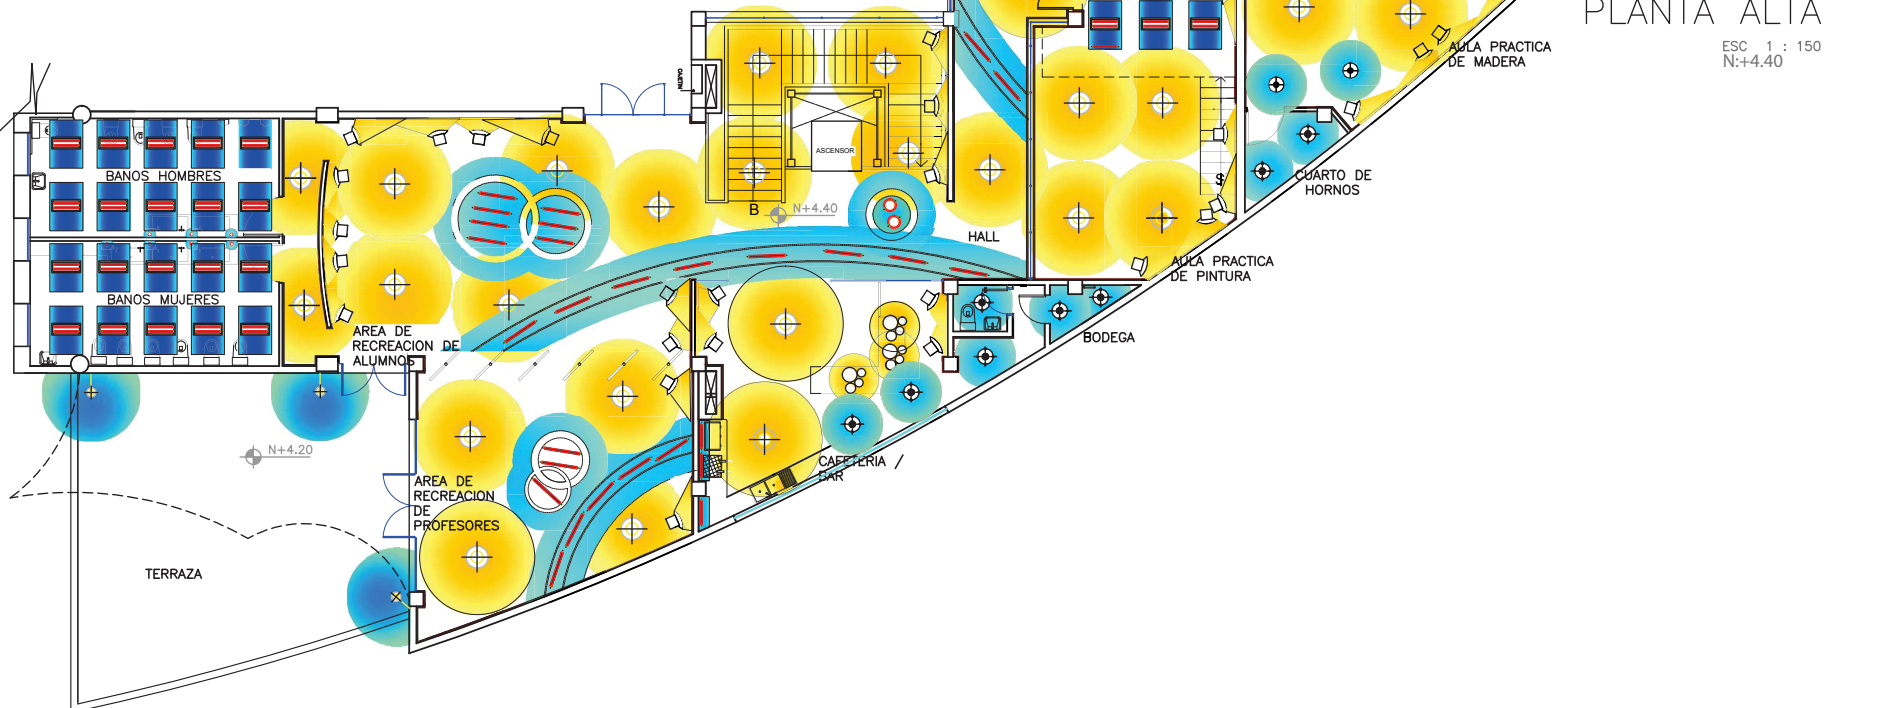 PLANTA ALTA
ESC 1 : 150
N:+4.40
AULA PRACTICA
DE MADERA
ASCENSOR
BANOS HOMBRES
CUARTO DE
HORNOS
S
B
N+4.40
HALL
AULA PRACTICA
DE PINTURA
BANOS MUJERES
AREA DE
RECREACION DE
ALUMNOS
BODEGA
N+4.20
CAFETERIA /
BAR
AREA DE
RECREACION
DE
PROFESORES
TERRAZA